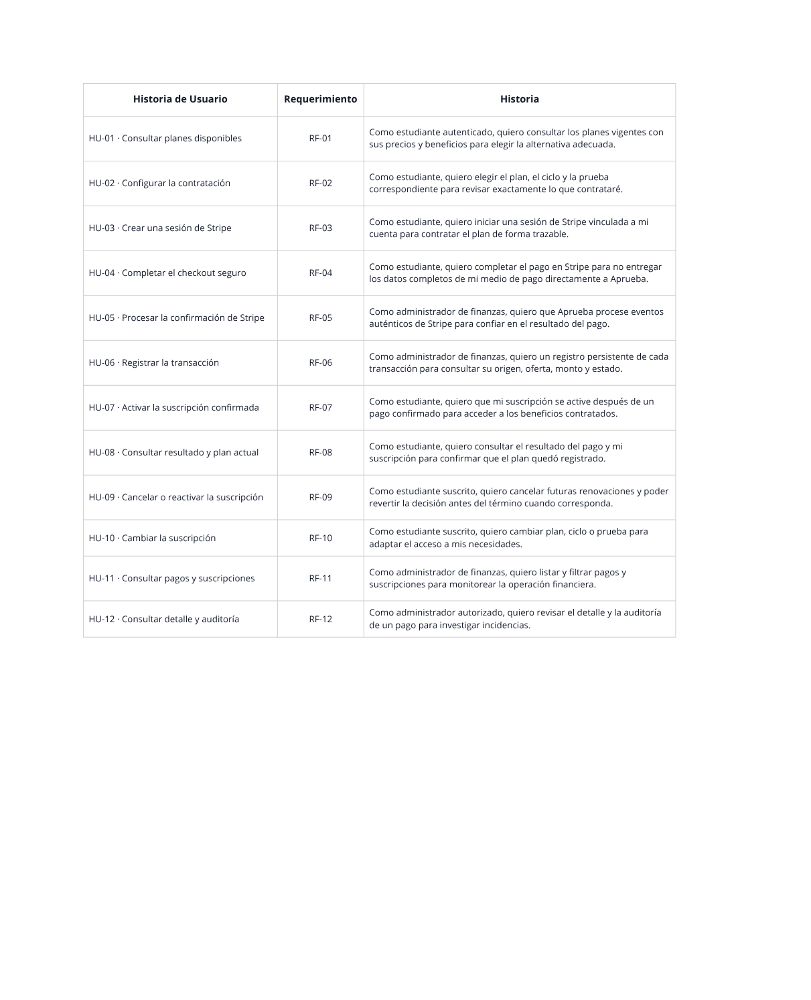 Historia de Usuario
Requerimiento
Historia
HU-01 · Consultar planes disponibles
RF-01
Como estudiante autenticado, quiero consultar los planes vigentes con
sus precios y beneficios para elegir la alternativa adecuada.
HU-02 · Configurar la contratación
RF-02
Como estudiante, quiero elegir el plan, el ciclo y la prueba
correspondiente para revisar exactamente lo que contrataré.
HU-03 · Crear una sesión de Stripe
RF-03
Como estudiante, quiero iniciar una sesión de Stripe vinculada a mi
cuenta para contratar el plan de forma trazable.
HU-04 · Completar el checkout seguro
RF-04
Como estudiante, quiero completar el pago en Stripe para no entregar
los datos completos de mi medio de pago directamente a Aprueba.
HU-05 · Procesar la confirmación de Stripe
RF-05
Como administrador de finanzas, quiero que Aprueba procese eventos
auténticos de Stripe para confiar en el resultado del pago.
HU-06 · Registrar la transacción
RF-06
Como administrador de finanzas, quiero un registro persistente de cada
transacción para consultar su origen, oferta, monto y estado.
HU-07 · Activar la suscripción confirmada
RF-07
Como estudiante, quiero que mi suscripción se active después de un
pago confirmado para acceder a los beneficios contratados.
HU-08 · Consultar resultado y plan actual
RF-08
Como estudiante, quiero consultar el resultado del pago y mi
suscripción para confirmar que el plan quedó registrado.
HU-09 · Cancelar o reactivar la suscripción
RF-09
Como estudiante suscrito, quiero cancelar futuras renovaciones y poder
revertir la decisión antes del término cuando corresponda.
HU-10 · Cambiar la suscripción
RF-10
Como estudiante suscrito, quiero cambiar plan, ciclo o prueba para
adaptar el acceso a mis necesidades.
HU-11 · Consultar pagos y suscripciones
RF-11
Como administrador de finanzas, quiero listar y filtrar pagos y
suscripciones para monitorear la operación financiera.
HU-12 · Consultar detalle y auditoría
RF-12
Como administrador autorizado, quiero revisar el detalle y la auditoría
de un pago para investigar incidencias.